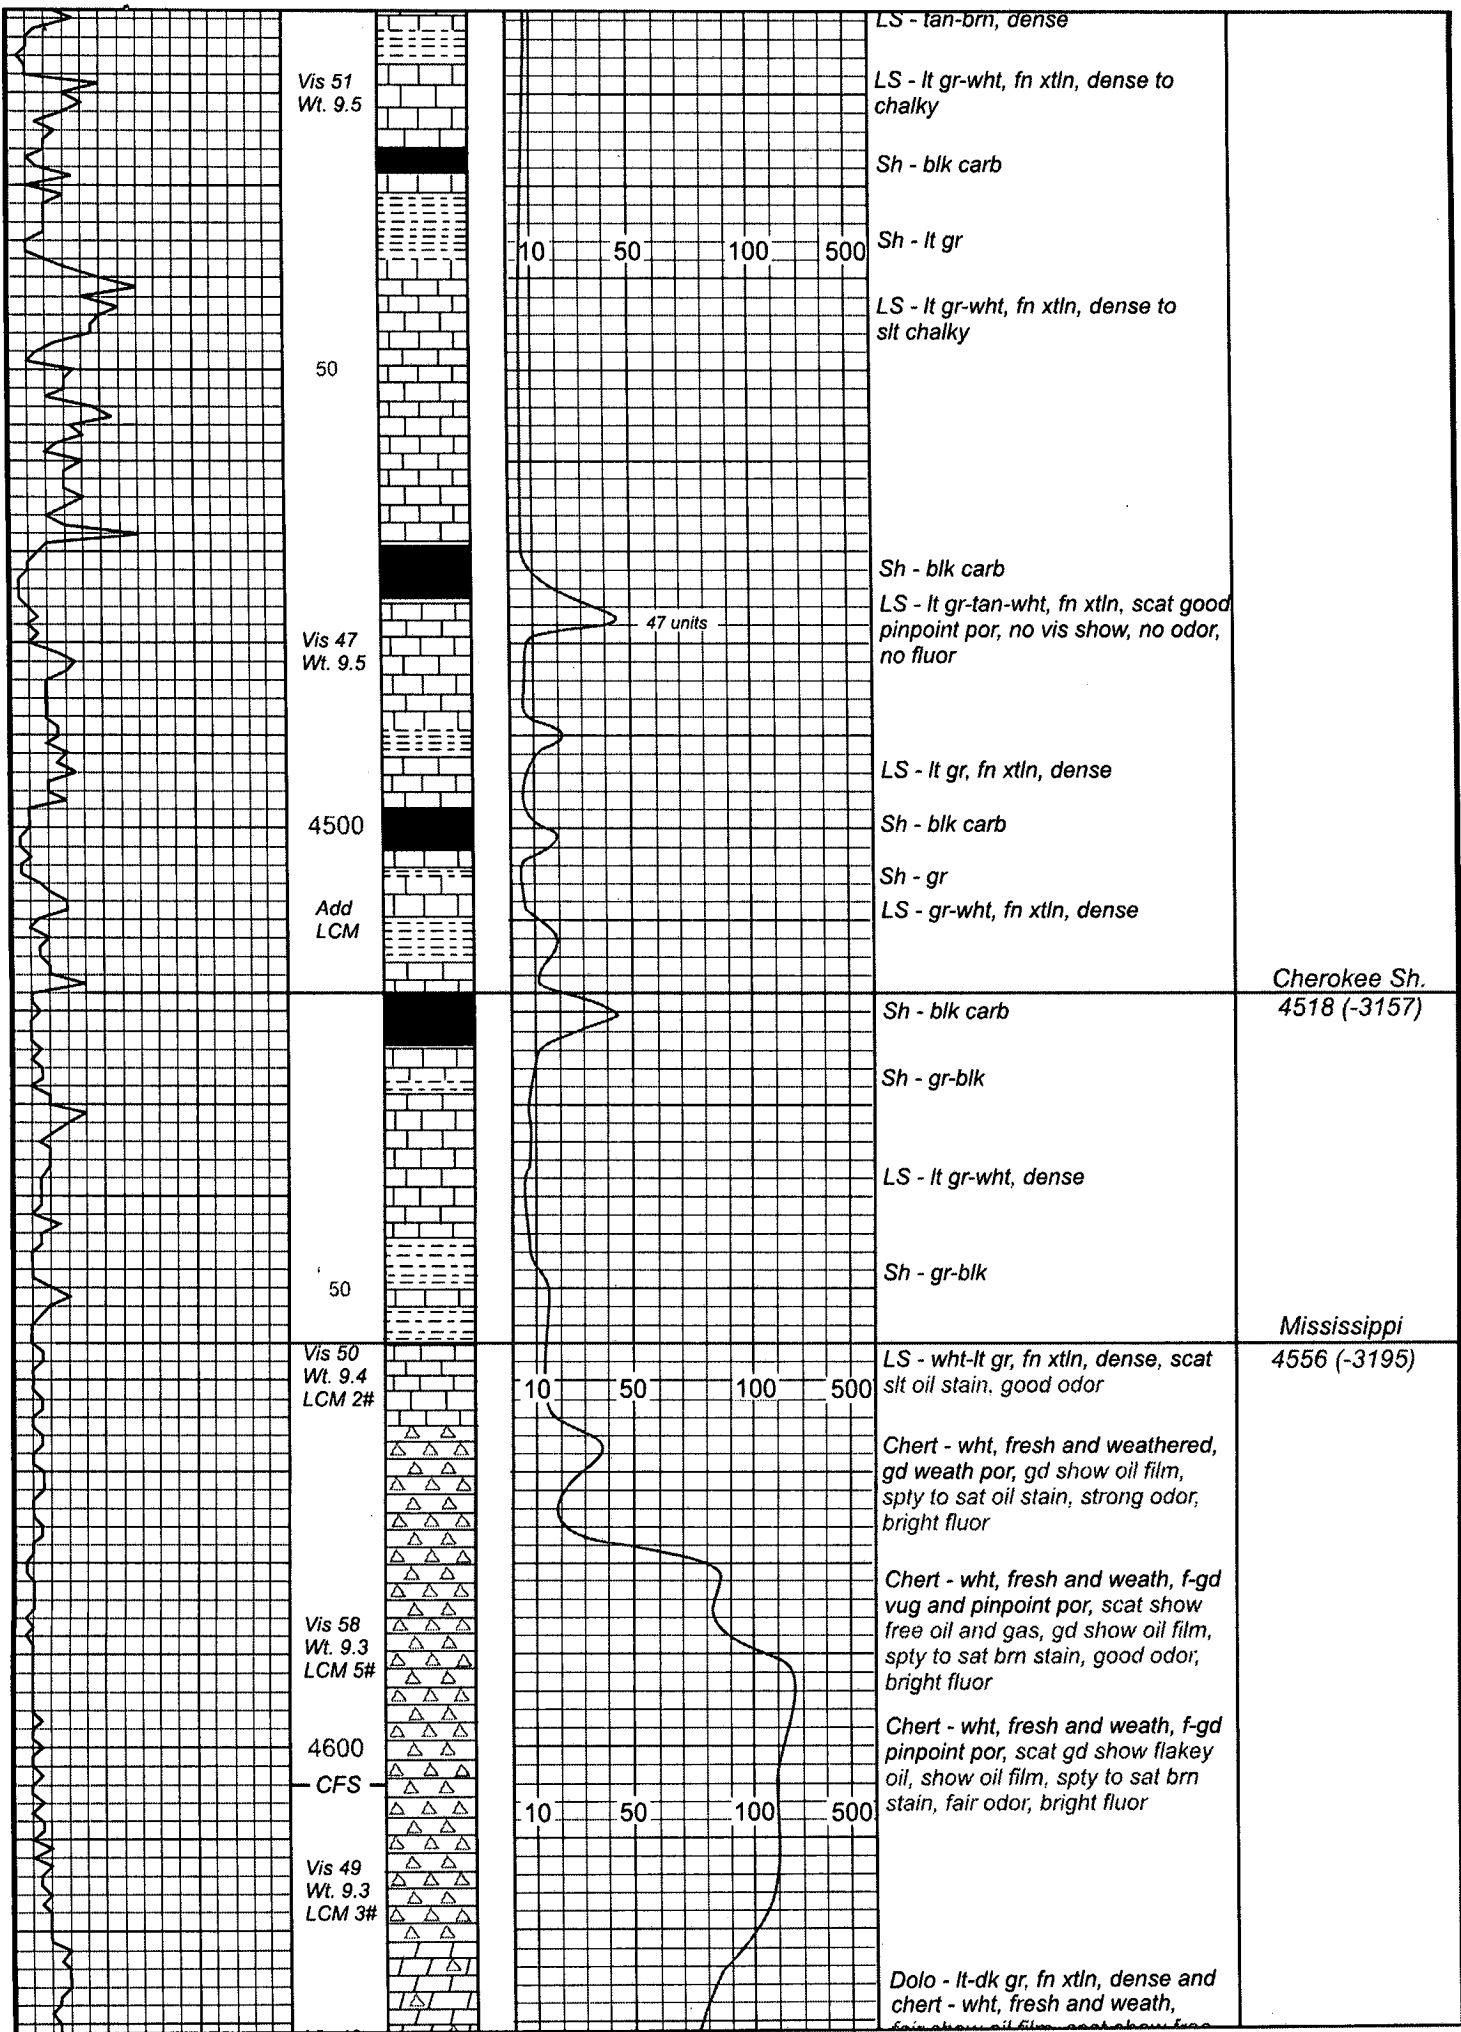 LS - tan-brn, dense
Vis 51
Wt. 9.5
LS - lt gr-wht, fn xtln, dense to
chalky
Sh - blk carb
10 50 100 500
Sh - lt gr
LS - lt gr-wht, fn xtln, dense to
slt chalky
50
Sh - blk carb
47 units
LS - lt gr-tan-wht, fn xtln, scat good
pinpoint por, no vis show, no odor,
no fluor
Vis 47
Wt. 9.5
LS - lt gr, fn xtln, dense
4500
Sh - blk carb
Sh - gr
Add
LCM
LS - gr-wht, fn xtln, dense
Cherokee Sh.
4518 (-3157)
Sh - blk carb
Sh - gr-blk
LS - lt gr-wht, dense
50
Sh - gr-blk
Mississippi
4556 (-3195)
Vis 50
Wt. 9.4
LCM 2#
10 50 100 500
LS - wht-lt gr, fn xtln, dense, scat
slt oil stain, good odor
Chert - wht, fresh and weathered,
gd weath por, gd show oil film,
spty to sat oil stain, strong odor,
bright fluor
Chert - wht, fresh and weath, f-gd
vug and pinpoint por, scat show
free oil and gas, gd show oil film,
spty to sat brn stain, good odor,
bright fluor
Vis 58
Wt. 9.3
LCM 5#
Chert - wht, fresh and weath, f-gd
pinpoint por, scat gd show flakey
oil, show oil film, spty to sat brn
stain, fair odor, bright fluor
4600
CFS
10 50 100 500
Vis 49
Wt. 9.3
LCM 3#
Dolo - lt-dk gr, fn xtln, dense and
chert - wht, fresh and weath,
fair show oil film, scat show free